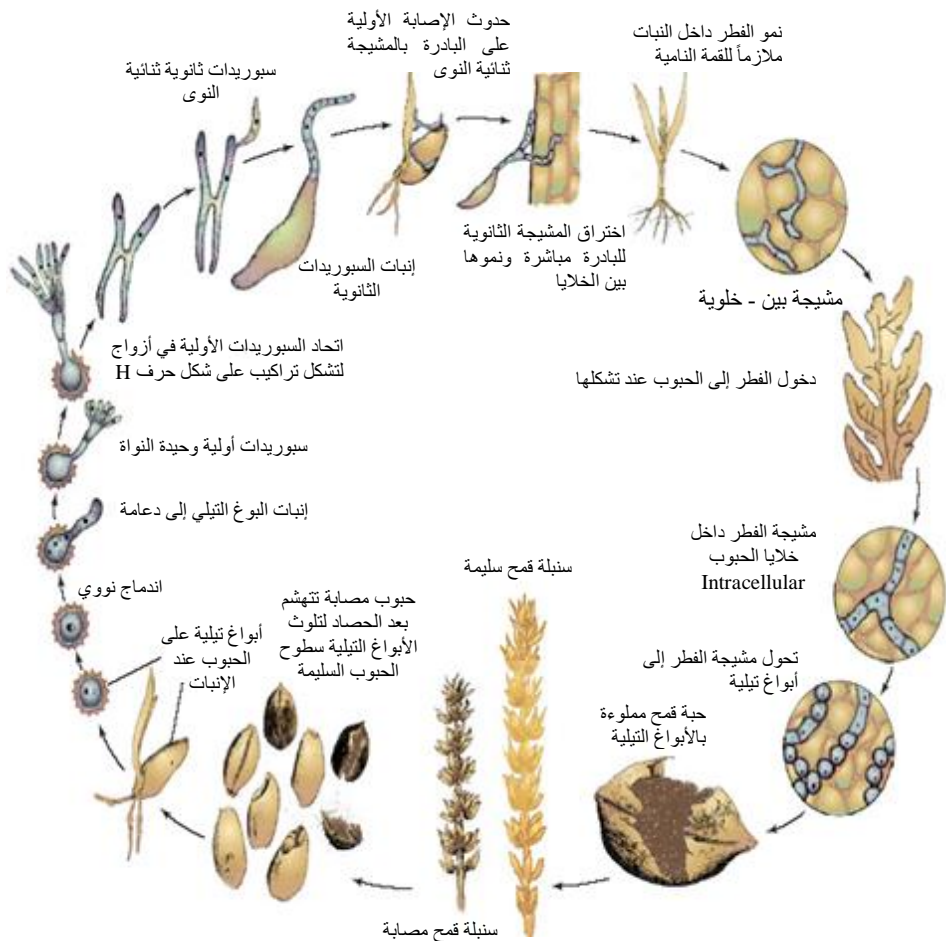 حدوث الإصابة الأولية
على البادرة بالمشيجة
ثنائية النوى
نمو الفطر داخل النبات
ملازماً للقمة النامية
سبوريدات ثانوية ثنائية
النوى
اختراق المشيجة الثانوية
للبادرة مباشرة ونموها
بين الخلايا
إنبات السبوريدات
الثانوية
مشيجة بين - خلوية
اتحاد السبوريدات الأولية في أزواج
لتشكل تراكيب على شكل حرف H
دخول الفطر إلى الحبوب عند تشكلها
سبوريدات أولية وحيدة النواة
إنبات البوغ التيلي إلى دعامة
مشيجة الفطر داخل
خلايا الحبوب
Intracellular
سنبلة قمح سليمة
اندماج نووي
حبوب مصابة تتهشم
بعد الحصاد لتلوث
الأبواغ التيلية سطوح
الحبوب السليمة
أبواغ تيلية على
الحبوب عند
الإنبات
تحول مشيجة الفطر إلى
أبواغ تيلية
حبة قمح مملوءة
بالأبواغ التيلية
سنبلة قمح مصابة